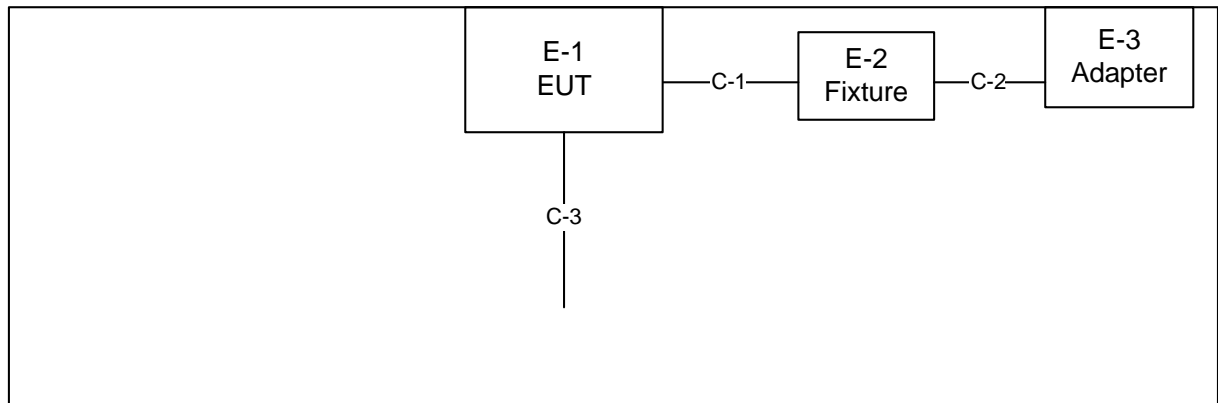 E-1
EUT
C-1
E-2
Fixture
C-2
E-3
Adapter
C-3